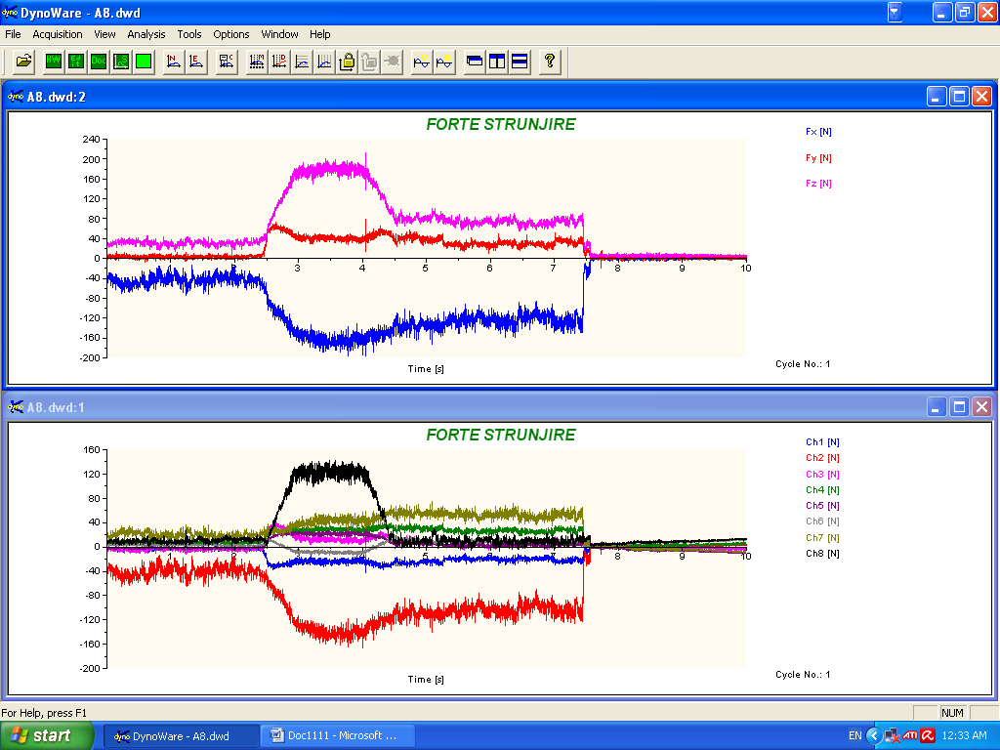 DynoWare - A8.dwd
File Acquisition View Analysis Tools Options Window Help
A8.dwd:2
FORTE STRUNJIRE
Fx [N]
Fy [N]
Fz [N]
240
200
160
120
80
40
0
-40
-80
-120
-160
-200
1 2 3 4 5 6 7 8 9 10
Time [s]
Cycle No.: 1
A8.dwd:1
FORTE STRUNJIRE
Ch1 [N]
Ch2 [N]
Ch3 [N]
Ch4 [N]
Ch5 [N]
Ch6 [N]
Ch7 [N]
Ch8 [N]
160
120
80
40
0
-40
-80
-120
-160
-200
2 5 6 7 8 9 10
Time [s]
Cycle No.: 1
For Help, press F1
NUM
start
DynoWare - A8.dwd
Doc1111 - Microsoft ...
EN
ATI
12:33 AM